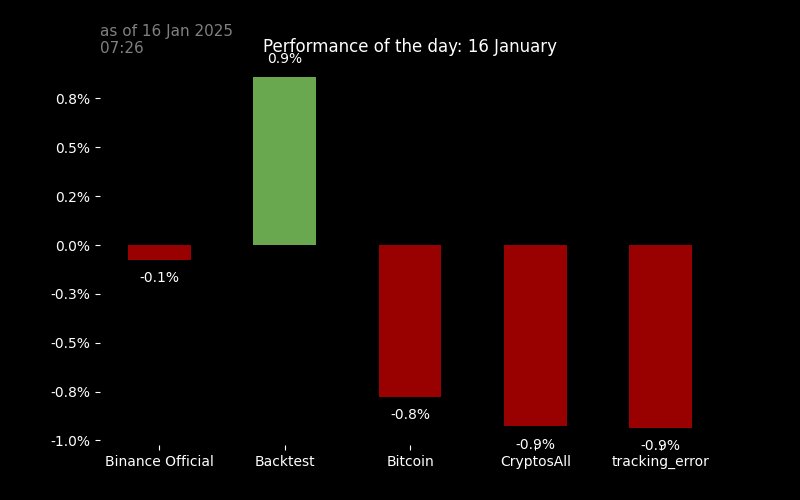 as of 16 Jan 2025
07:26
Performance of the day: 16 January
0.9%
0.8%
0.5%
0.2%
0.0%
-0.1%
-0.3%
-0.5%
-0.8%
-0.8%
-1.0%
-0.9%
-0.9%
Binance Official
Backtest
Bitcoin
CryptosAll
tracking_error